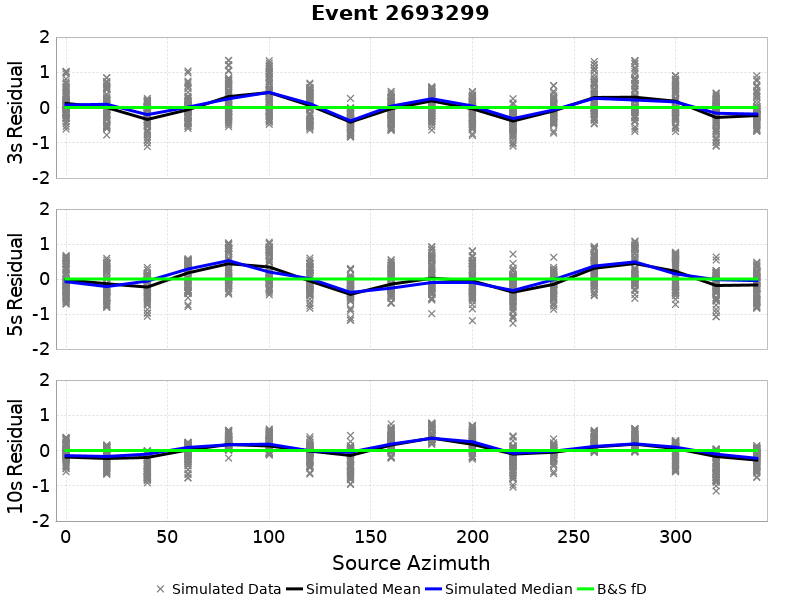 Event 2693299
2
1
0
-1
-2
3s Residual
2
1
0
-1
-2
5s Residual
2
1
0
-1
-2
10s Residual
0 50 100 150 200 250 300
Source Azimuth
Simulated Data Simulated Mean Simulated Median B&S fD